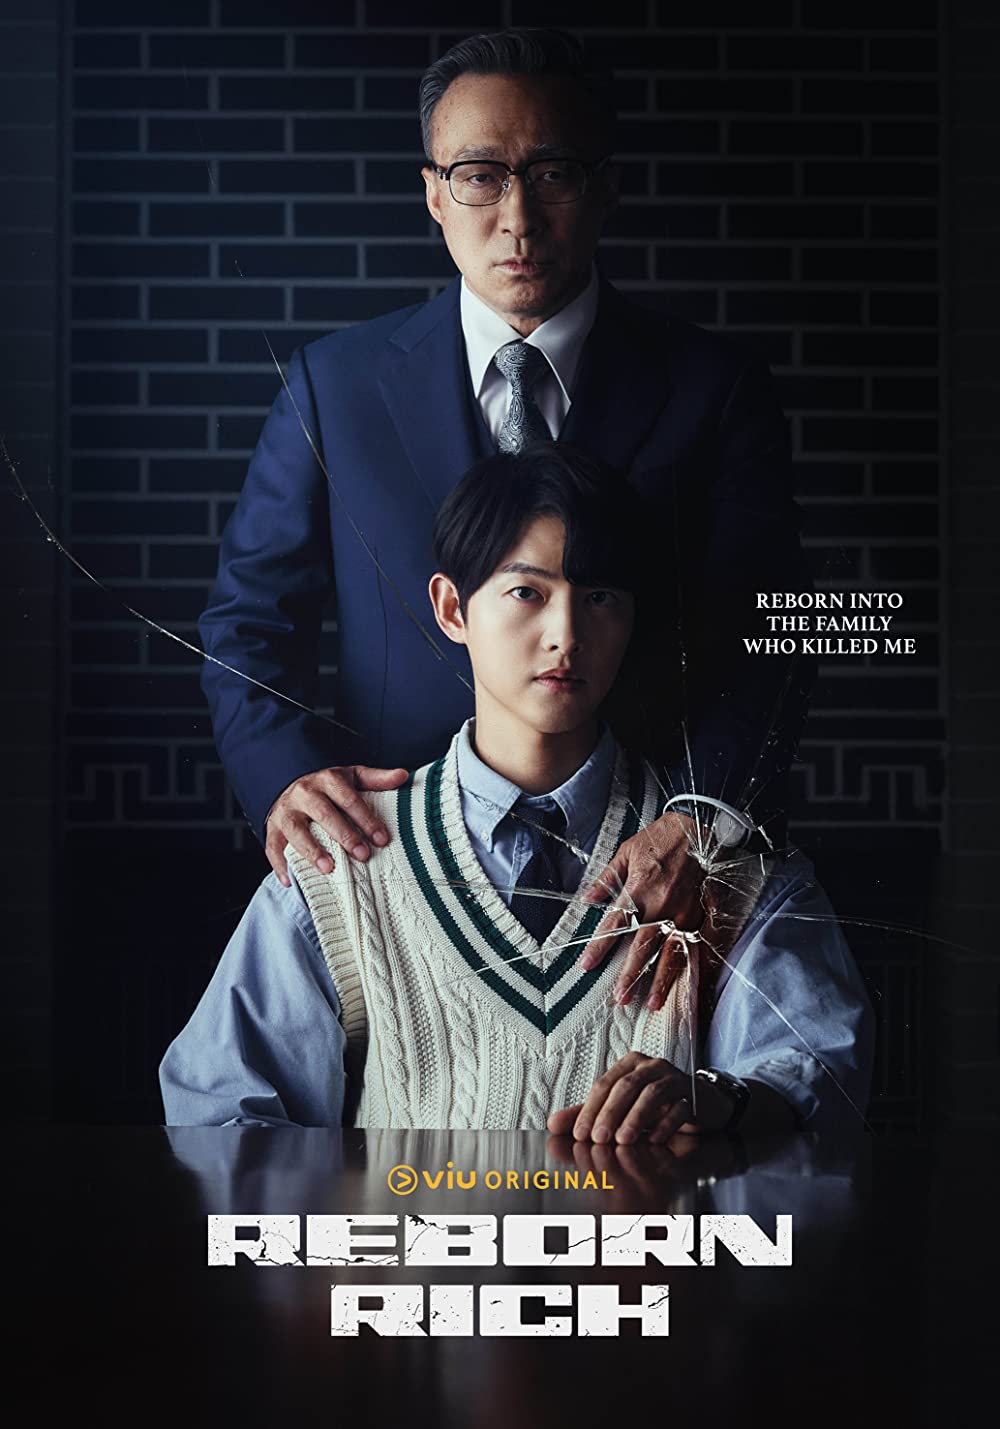 REBORN INTO
THE FAMILY
WHO KILLED ME
viu ORIGINAL
REBORN
RICH